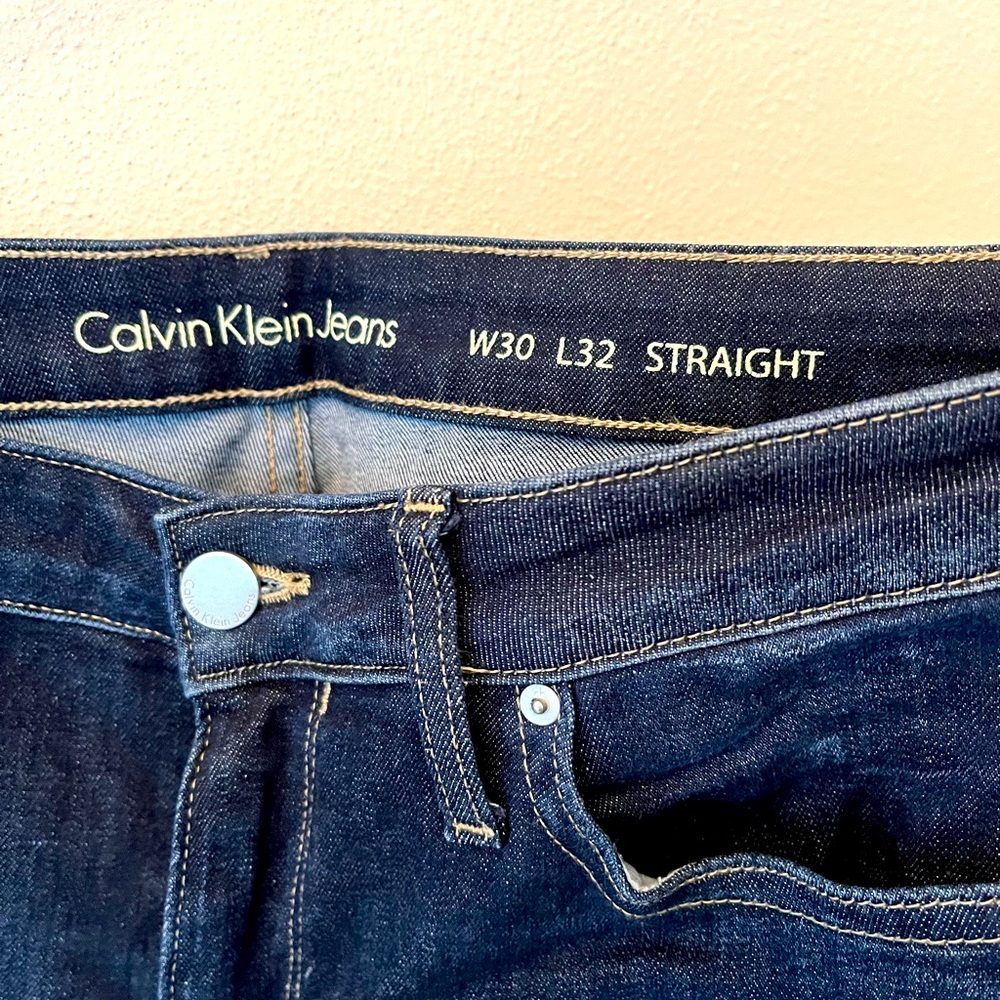 Calvin Klein Jeans W30 L32 STRAIGHT
Calvin Klein Jeans